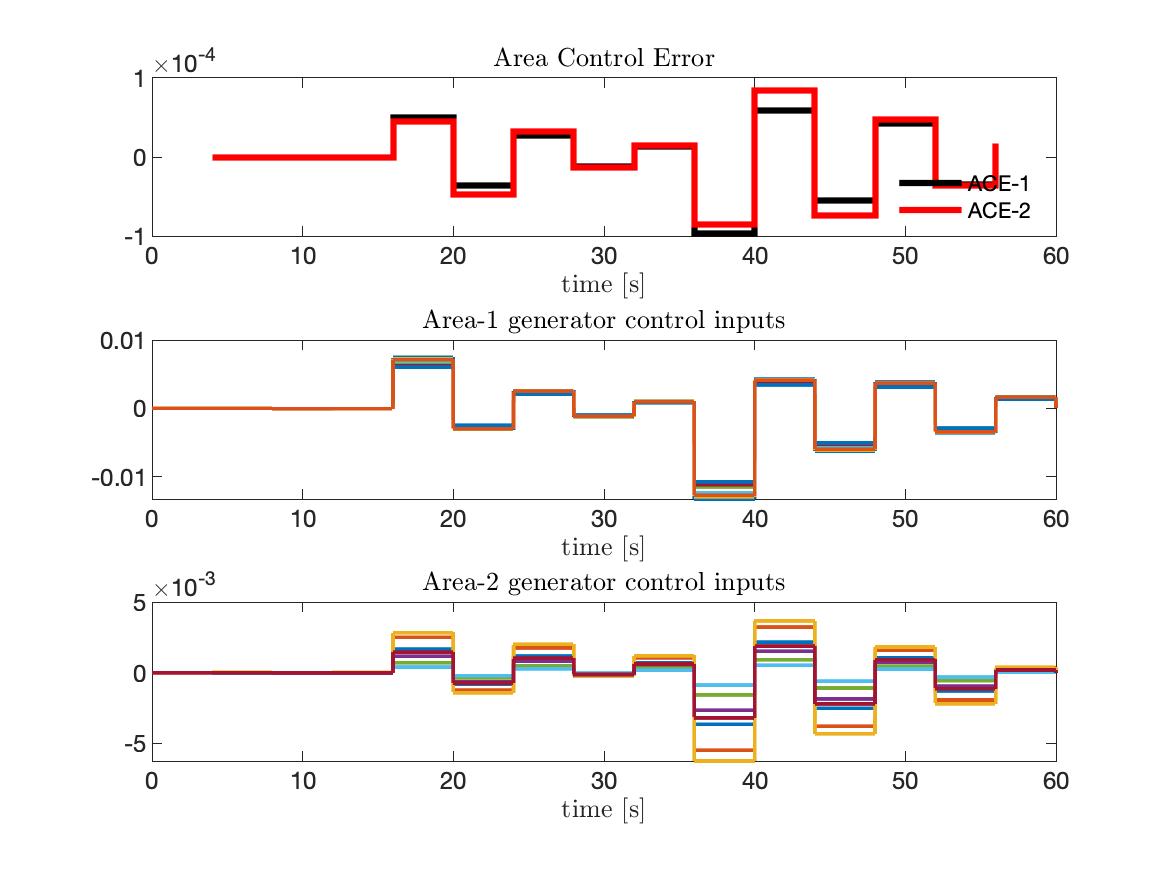 ×10-4
Area Control Error
1
0
-1
ACE-1
ACE-2
0 10 20 30 40 50 60
time [s]
Area-1 generator control inputs
0.01
0
-0.01
0 10 20 30 40 50 60
time [s]
×10-3
Area-2 generator control inputs
5
0
-5
0 10 20 30 40 50 60
time [s]